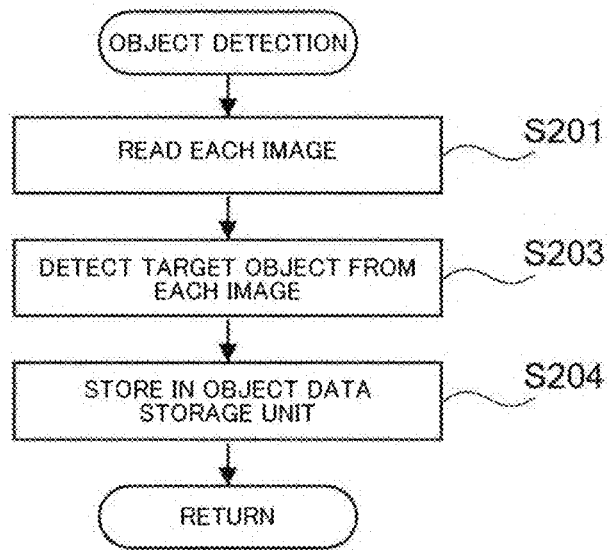 OBJECT DETECTION
READ EACH IMAGE
S201
DETECT TARGET OBJECT FROM
EACH IMAGE
S203
STORE IN OBJECT DATA
STORAGE UNIT
S204
RETURN